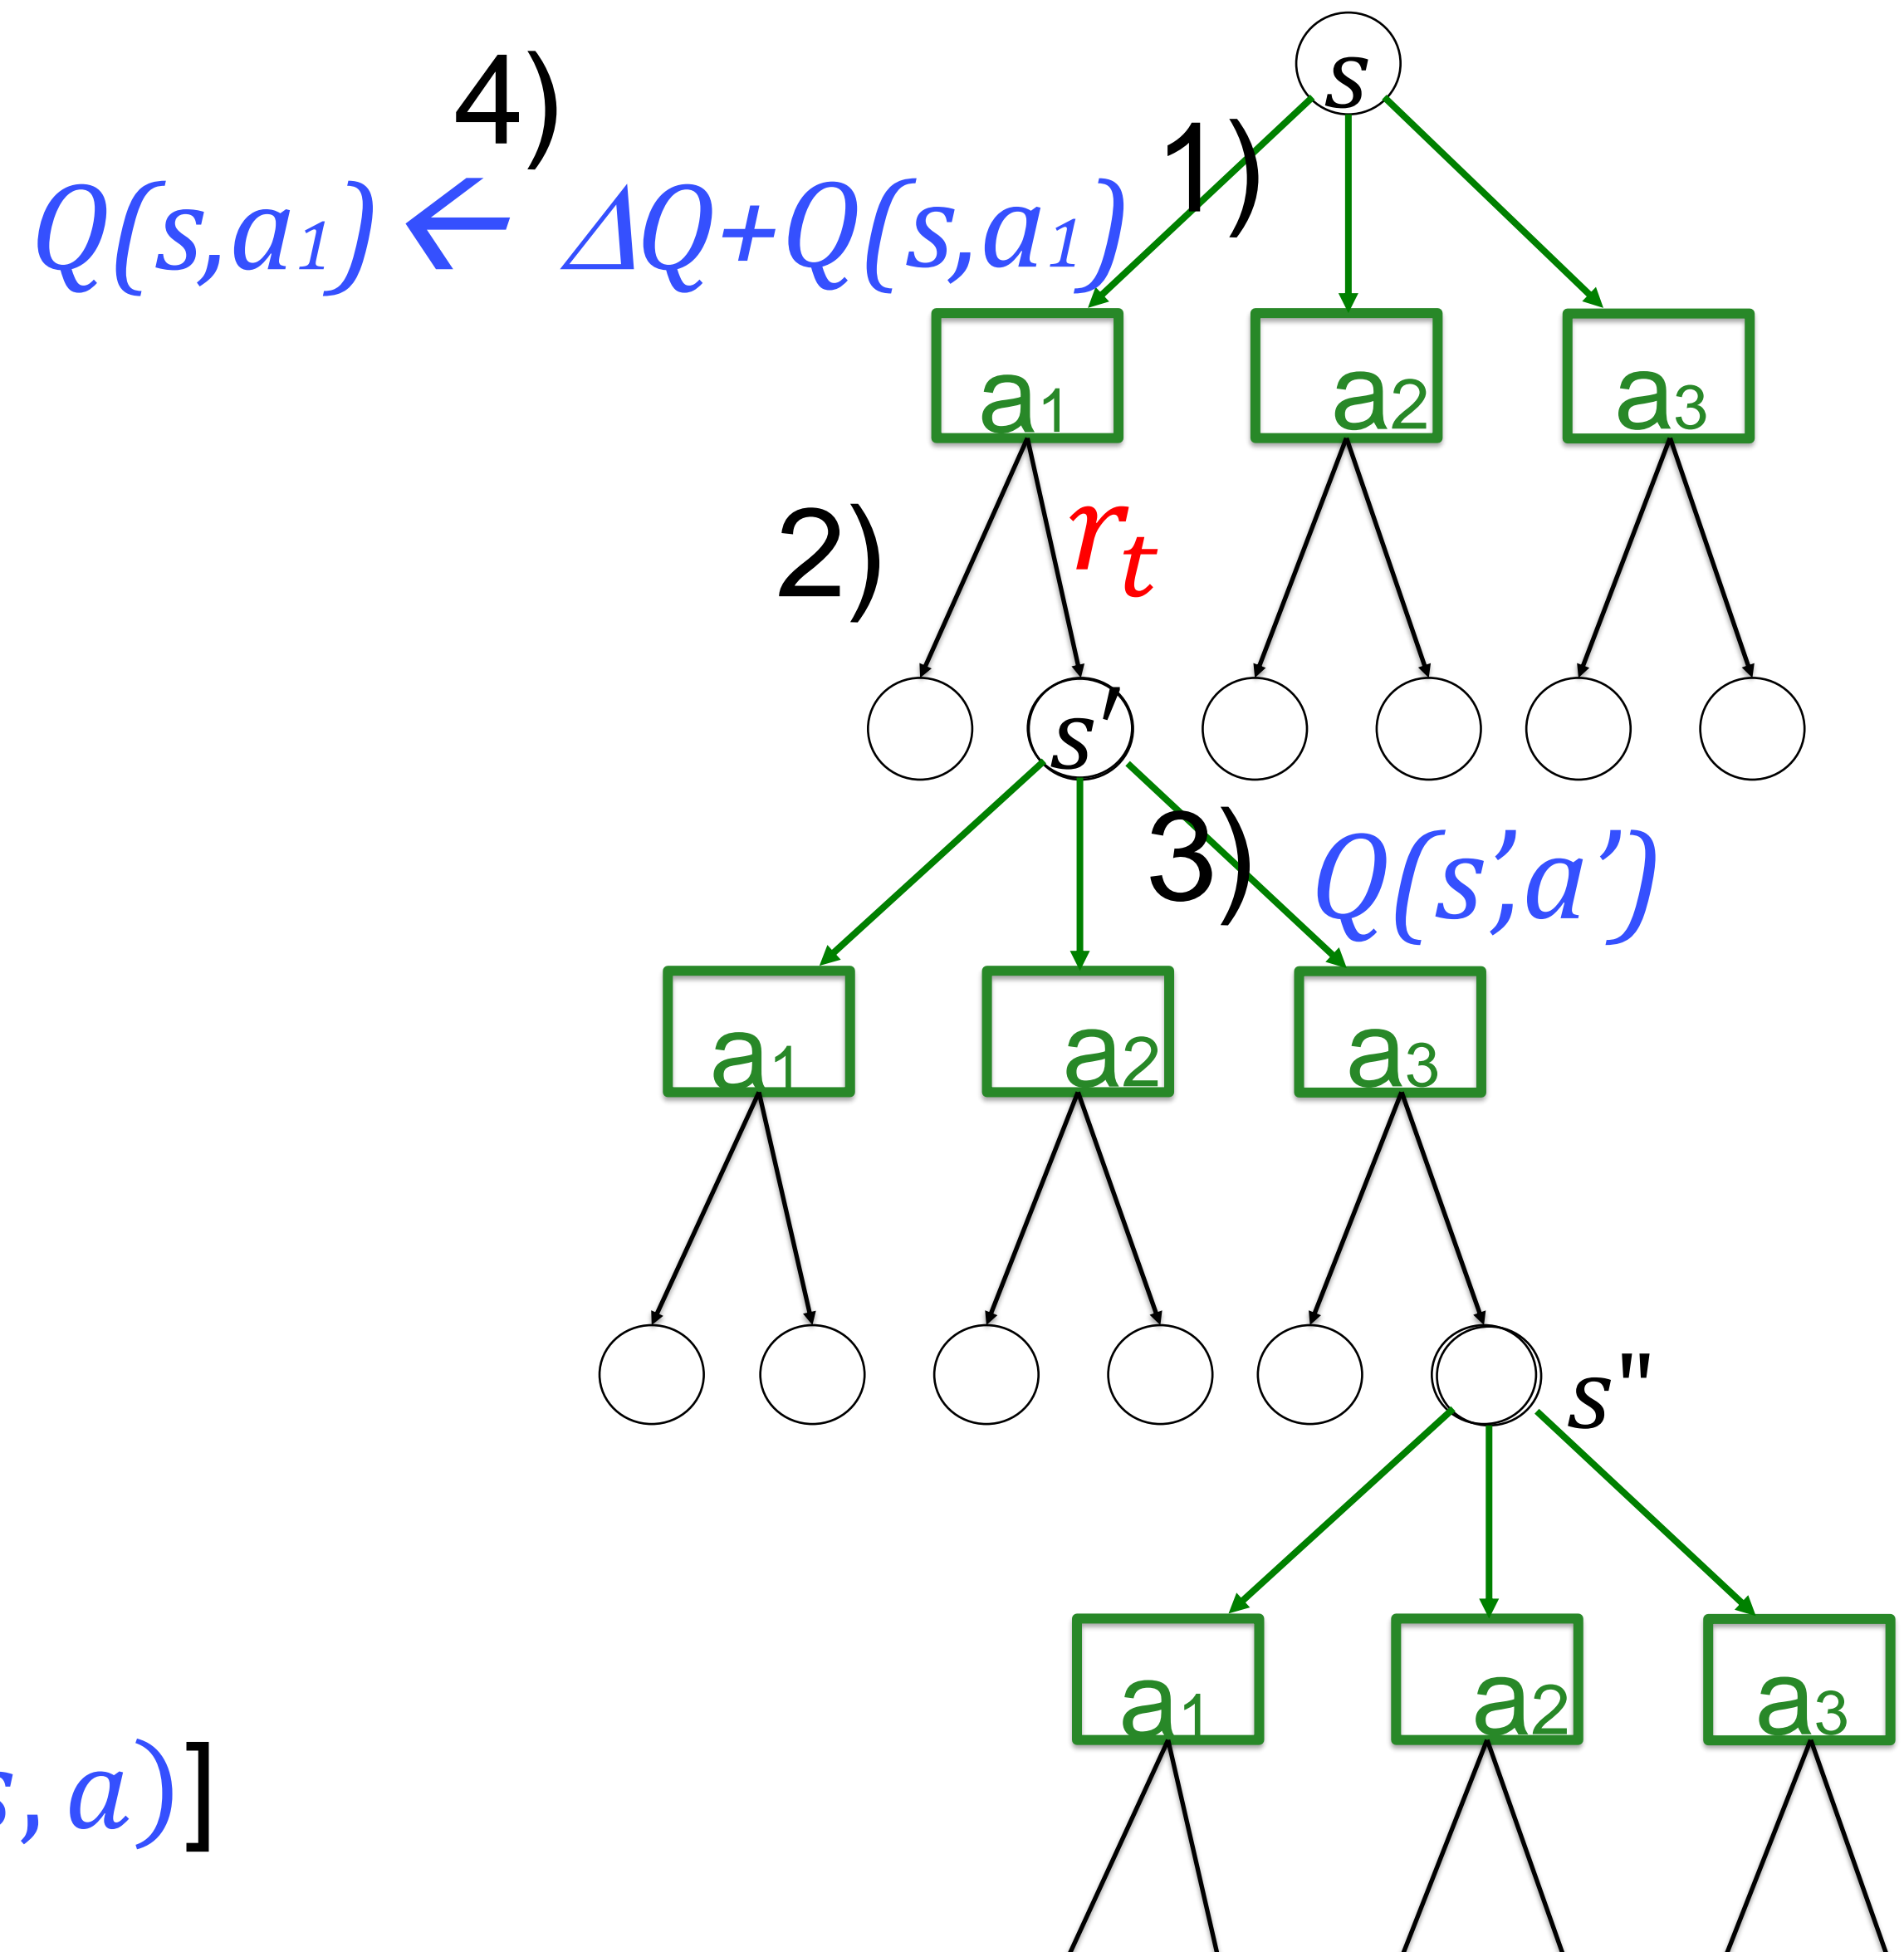 s
4)
1)
Q(s,a1) ← ΔQ+Q(s,a1)
a1 a2 a3
2)
rt
s'
3)
Q(s',a')
a1 a2 a3
s"
a1 a2 a3
, a)]